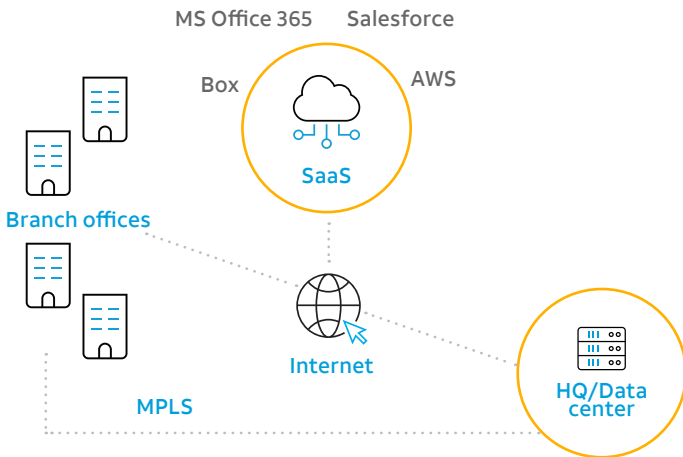 MS Office 365
Salesforce
Box
AWS
SaaS
Branch offices
Internet
HQ/Data
center
MPLS